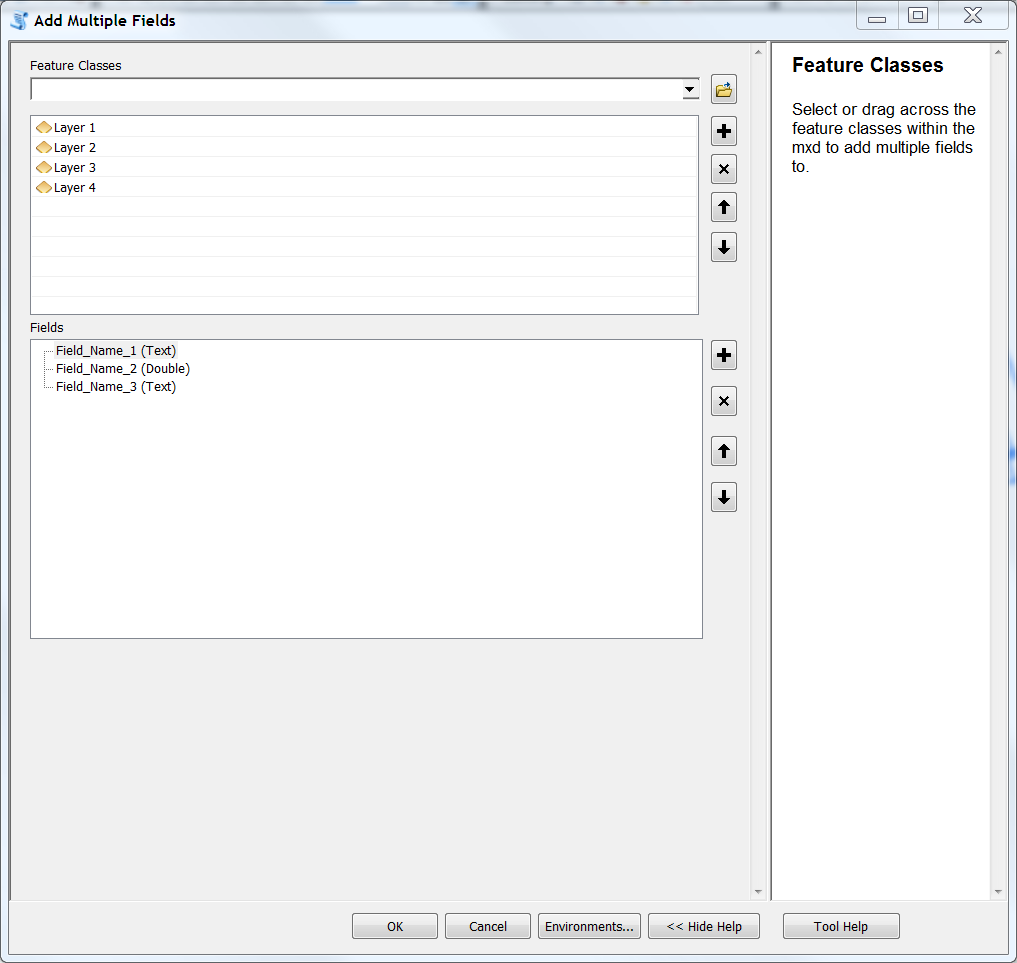 Add Multiple Fields
Feature Classes
Layer 1
Layer 2
Layer 3
Layer 4
Fields
Field_Name_1 (Text)
Field_Name_2 (Double)
Field_Name_3 (Text)
Feature Classes
Select or drag across the
feature classes within the
mxd to add multiple fields
to.
OK
Cancel
Environments...
<< Hide Help
Tool Help